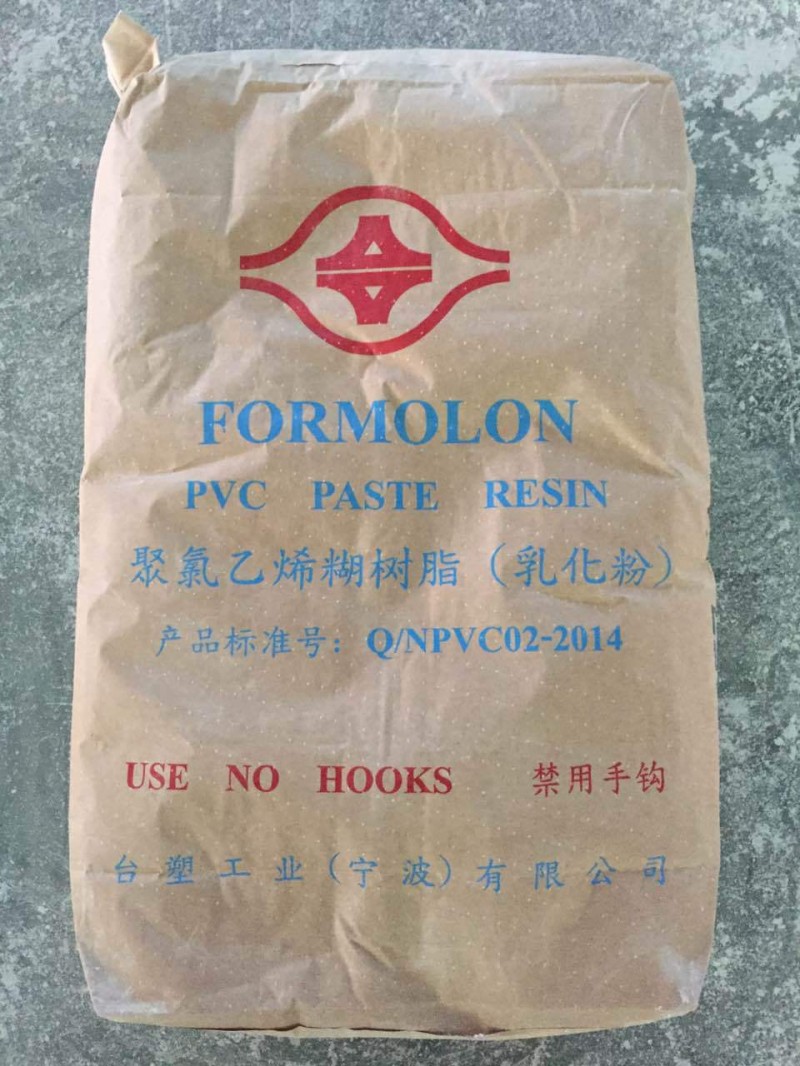 FORMOLON
PVC PASTE RESIN
聚氯乙烯糊树脂（乳化粉）
产品标准号：Q/NPVC02-2014
USE NO HOOKS 禁用手钩
台塑工业（宁波）有限公司